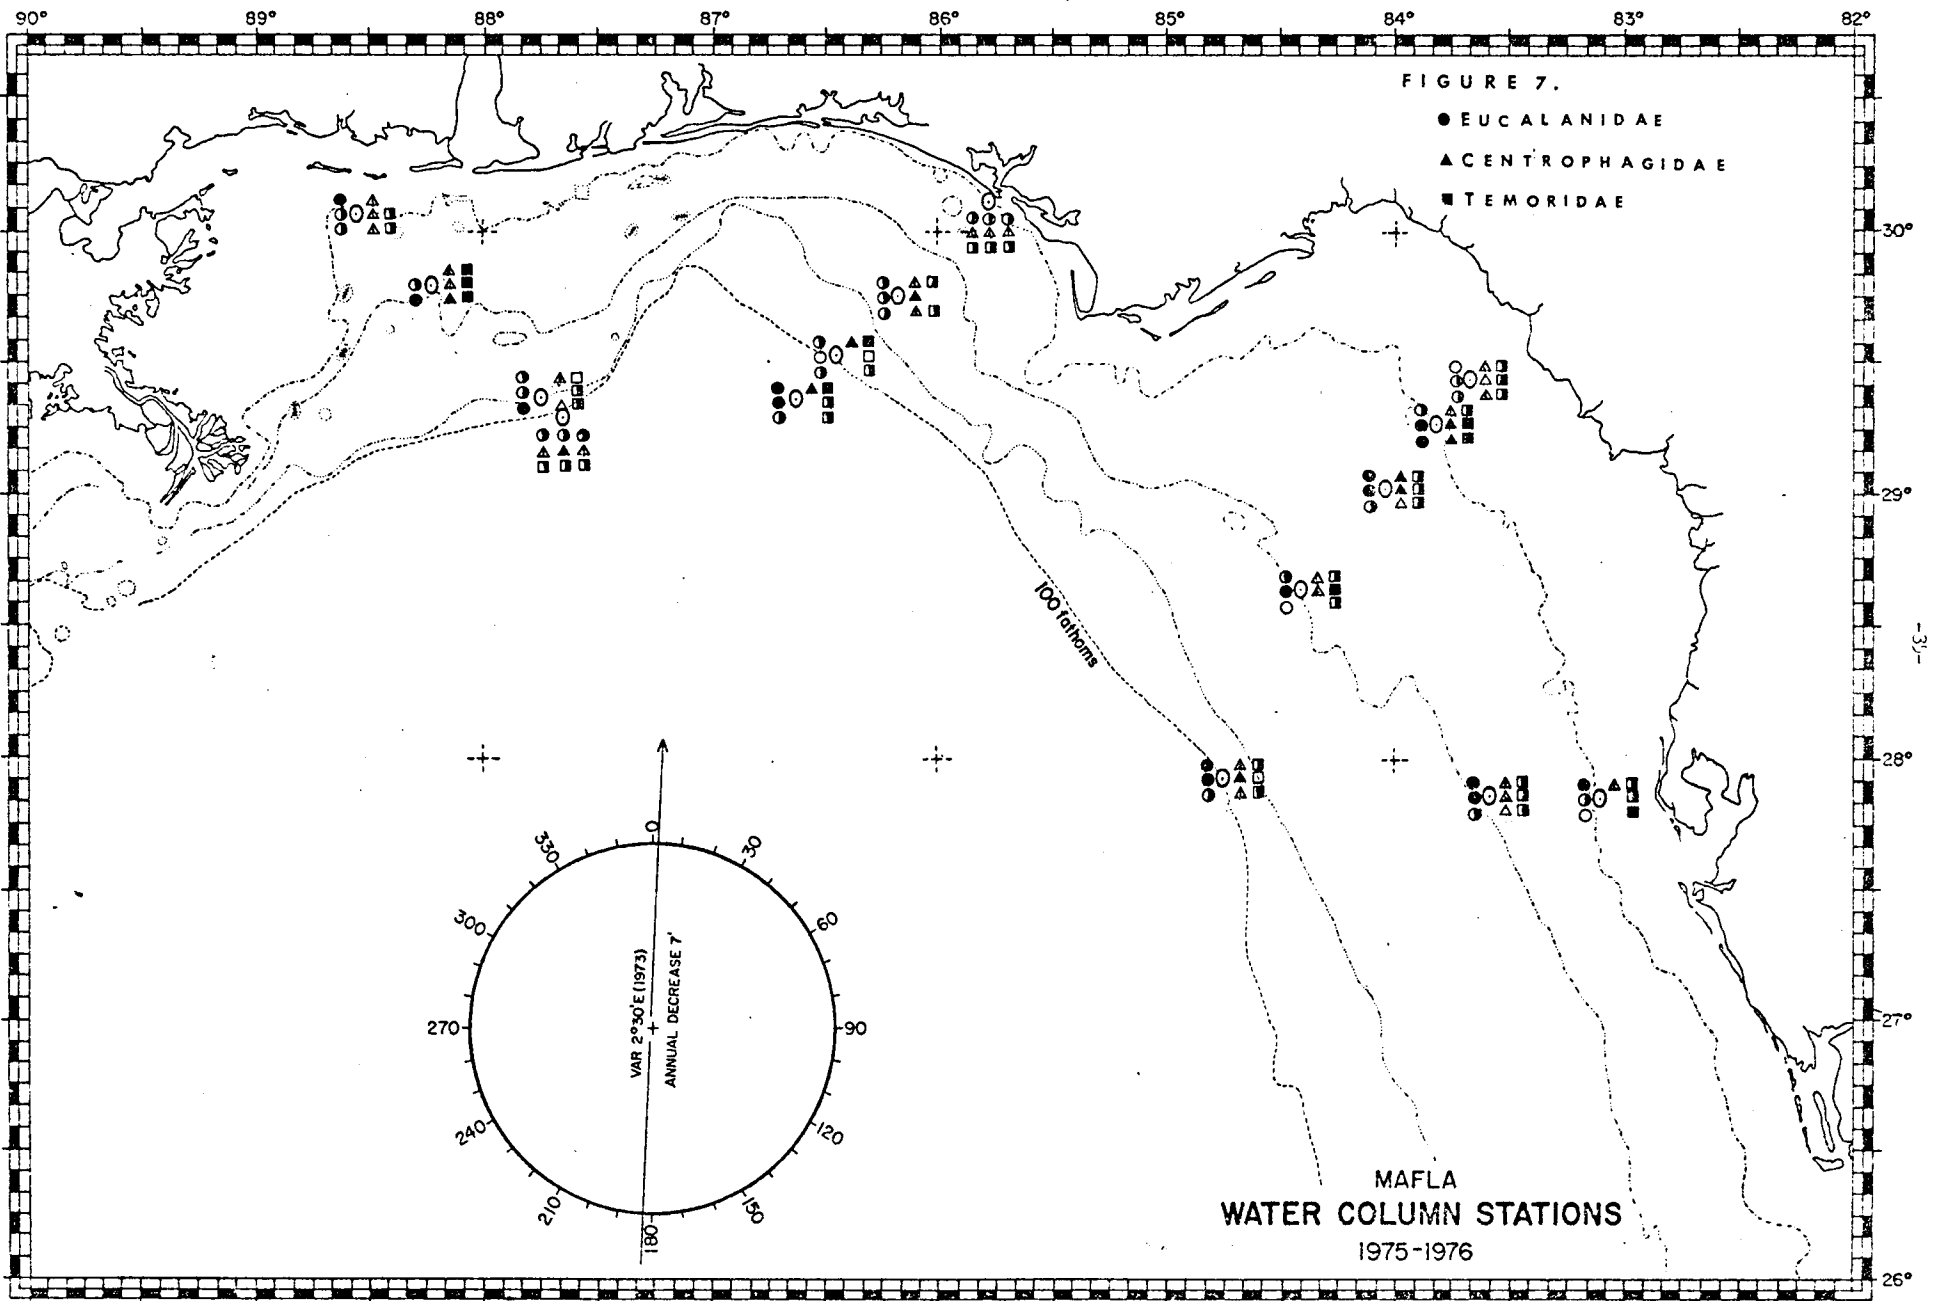 90° 89° 88° 87° 86° 85° 84° 83° 82°
FIGURE 7.
EUCALANIDAE
CENTROPHAGIDAE
TEMORIDAE
30°
29°
100 fathoms
28°
0
330
30
300
60
VAR 2°30'E (1973)
ANNUAL DECREASE 7'
270
90
27°
240
120
210
150
180
MAFLA
WATER COLUMN STATIONS
1975-1976
26°